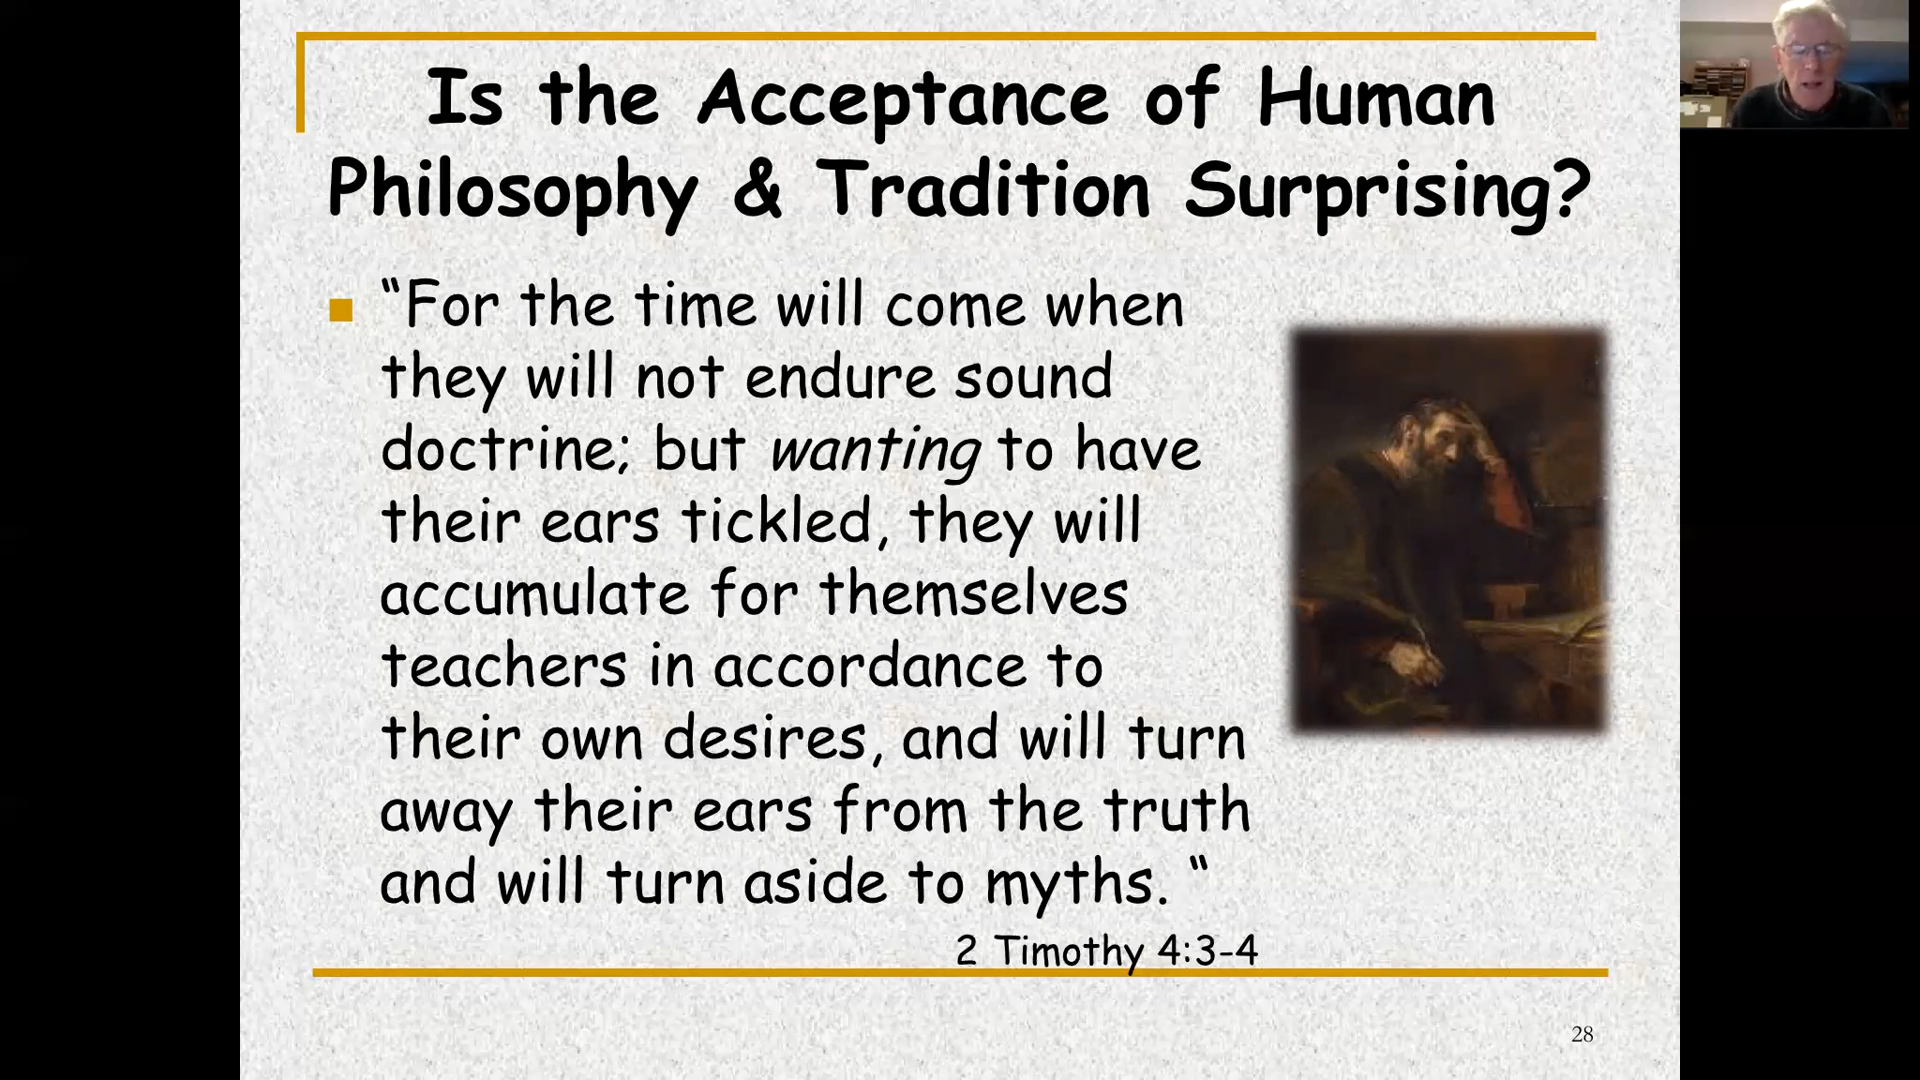 Is the Acceptance of Human
Philosophy & Tradition Surprising?
“For the time will come when
they will not endure sound
doctrine; but wanting to have
their ears tickled, they will
accumulate for themselves
teachers in accordance to
their own desires, and will turn
away their ears from the truth
and will turn aside to myths. “
2 Timothy 4:3-4
28